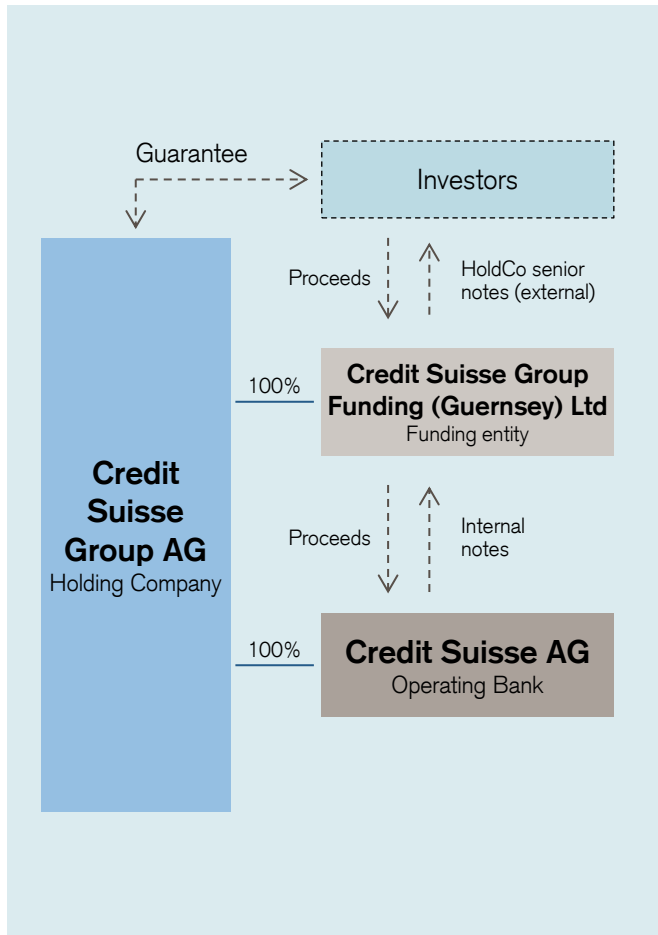 Guarantee
Investors
Proceeds
HoldCo senior
notes (external)
100%
Credit Suisse Group
Funding (Guernsey) Ltd
Funding entity
Credit
Suisse
Group AG
Holding Company
Proceeds
Internal
notes
100%
Credit Suisse AG
Operating Bank